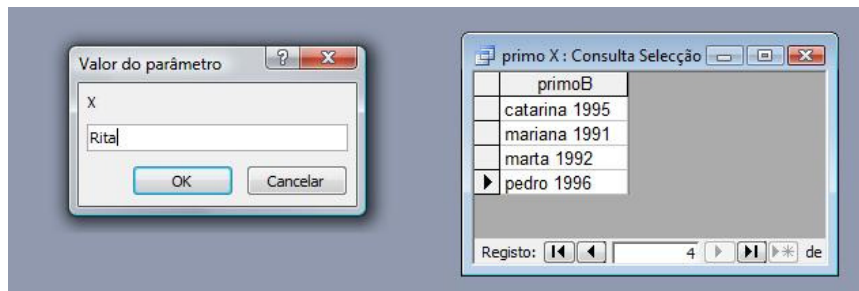 Valor do parâmetro
X
Rita
OK
Cancelar
primo X : Consulta Selecção
primoB
catarina 1995
mariana 1991
marta 1992
pedro 1996
Registo:
4
de